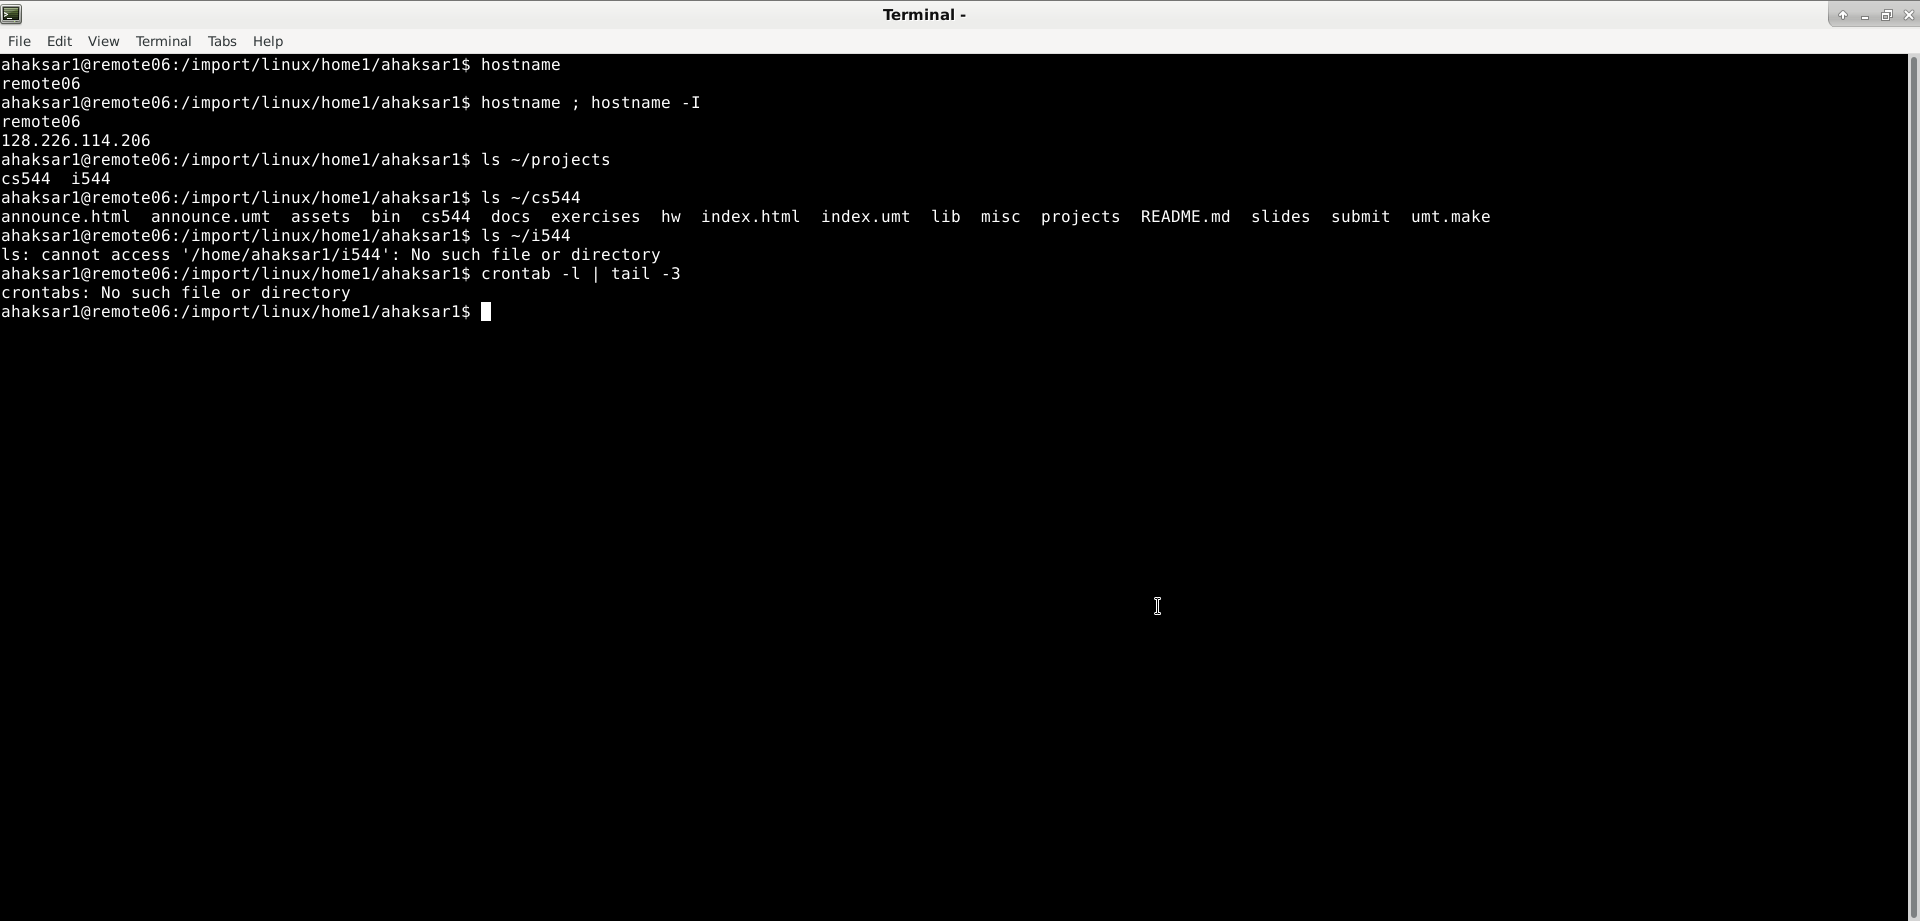 Terminal -
File Edit View Terminal Tabs Help
ahaksar1@remote06:/import/linux/home1/ahaksar1$ hostname
remote06
ahaksar1@remote06:/import/linux/home1/ahaksar1$ hostname ; hostname -I
remote06
128.226.114.206
ahaksar1@remote06:/import/linux/home1/ahaksar1$ ls ~/projects
cs544  i544
ahaksar1@remote06:/import/linux/home1/ahaksar1$ ls ~/cs544
announce.html  announce.umt  assets  bin  cs544  docs  exercises  hw  index.html  index.umt  lib  misc  projects  README.md  slides  submit  umt.make
ahaksar1@remote06:/import/linux/home1/ahaksar1$ ls ~/i544
ls: cannot access '/home/ahaksar1/i544': No such file or directory
ahaksar1@remote06:/import/linux/home1/ahaksar1$ crontab -l | tail -3
crontabs: No such file or directory
ahaksar1@remote06:/import/linux/home1/ahaksar1$